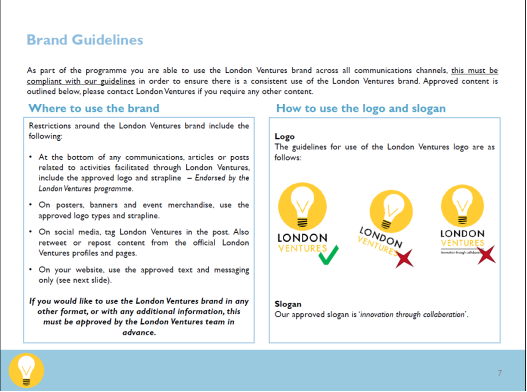 Brand Guidelines
As part of the programme you are able to use the London Ventures brand across all communications channels, this must be
compliant with our guidelines in order to ensure there is a consistent use of the London Ventures brand. Approved content is
outlined below, please contact London Ventures if you require any other content.
Where to use the brand
Restrictions around the London Ventures brand include the
following:
• At the bottom of any communications, articles or posts
related to activities facilitated through London Ventures,
include the approved logo and strapline – Endorsed by the
London Ventures programme.
• On posters, banners and event merchandise, use the
approved logo types and strapline.
• On social media, tag London Ventures in the post. Also
retweet or repost content from the official London
Ventures profiles and pages.
• On your website, use the approved text and messaging
only (see next slide).
If you would like to use the London Ventures brand in any
other format, or with any additional information, this
must be approved by the London Ventures team in
advance.
How to use the logo and slogan
Logo
The guidelines for use of the London Ventures logo are as
follows:
LONDON
VENTURES
LONDON
VENTURES
LONDON
VENTURES
innovation through collaboration
Slogan
Our approved slogan is 'innovation through collaboration'.
7